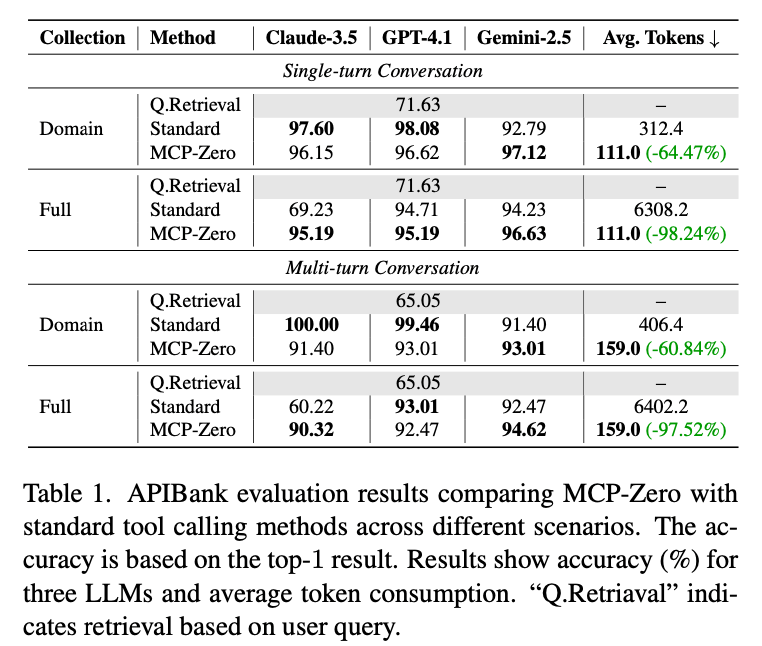 Collection Method Claude-3.5 GPT-4.1 Gemini-2.5 Avg. Tokens ↓
Single-turn Conversation
Q.Retrieval 71.63 –
Domain Standard 97.60 98.08 92.79 312.4
MCP-Zero 96.15 96.62 97.12 111.0 (-64.47%)
Q.Retrieval 71.63 –
Full Standard 69.23 94.71 94.23 6308.2
MCP-Zero 95.19 95.19 96.63 111.0 (-98.24%)
Multi-turn Conversation
Q.Retrieval 65.05 –
Domain Standard 100.00 99.46 91.40 406.4
MCP-Zero 91.40 93.01 93.01 159.0 (-60.84%)
Q.Retrieval 65.05 –
Full Standard 60.22 93.01 92.47 6402.2
MCP-Zero 90.32 92.47 94.62 159.0 (-97.52%)
Table 1. APIBank evaluation results comparing MCP-Zero with
standard tool calling methods across different scenarios. The ac-
curacy is based on the top-1 result. Results show accuracy (%) for
three LLMs and average token consumption. “Q.Retriaval” indi-
cates retrieval based on user query.